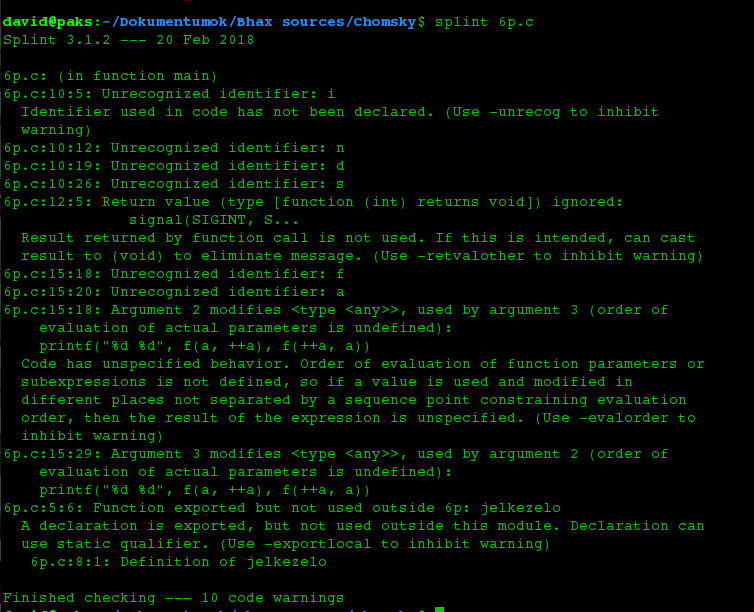 david@paks:~/Dokumentumok/Bhax sources/Chomsky$ splint 6p.c
Splint 3.1.2 --- 20 Feb 2018
6p.c: (in function main)
6p.c:10:5: Unrecognized identifier: i
  Identifier used in code has not been declared. (Use -unrecog to inhibit
  warning)
6p.c:10:12: Unrecognized identifier: n
6p.c:10:19: Unrecognized identifier: d
6p.c:10:26: Unrecognized identifier: s
6p.c:12:5: Return value (type [function (int) returns void]) ignored:
              signal(SIGINT, S...
  Result returned by function call is not used. If this is intended, can cast
  result to (void) to eliminate message. (Use -retvalother to inhibit warning)
6p.c:15:18: Unrecognized identifier: f
6p.c:15:20: Unrecognized identifier: a
6p.c:15:18: Argument 2 modifies <type <any>>, used by argument 3 (order of
    evaluation of actual parameters is undefined):
    printf("%d %d", f(a, ++a), f(++a, a))
  Code has unspecified behavior. Order of evaluation of function parameters or
  subexpressions is not defined, so if a value is used and modified in
  different places not separated by a sequence point constraining evaluation
  order, then the result of the expression is unspecified. (Use -evalorder to
  inhibit warning)
6p.c:15:29: Argument 3 modifies <type <any>>, used by argument 2 (order of
    evaluation of actual parameters is undefined):
    printf("%d %d", f(a, ++a), f(++a, a))
6p.c:5:6: Function exported but not used outside 6p: jelkezelo
  A declaration is exported, but not used outside this module. Declaration can
  use static qualifier. (Use -exportlocal to inhibit warning)
   6p.c:8:1: Definition of jelkezelo
Finished checking --- 10 code warnings